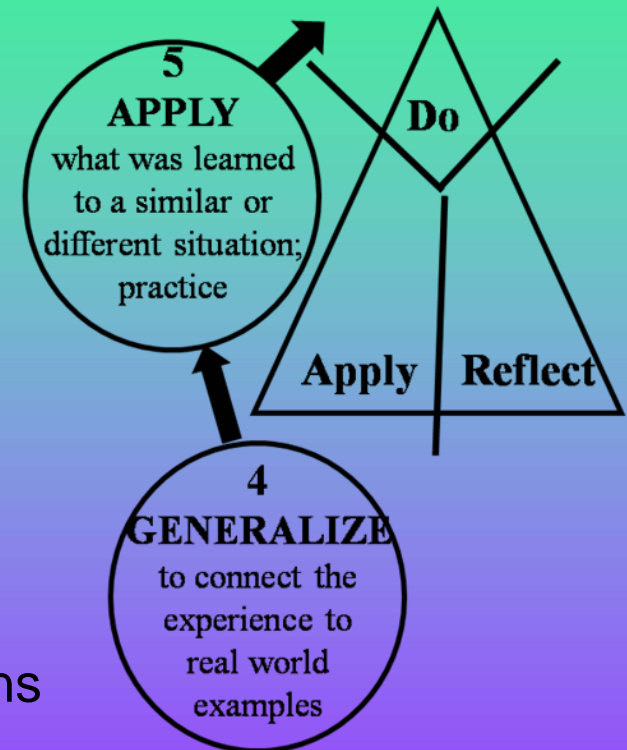 5
APPLY
what was learned
to a similar or
different situation;
practice
Do
Apply
Reflect
4
GENERALIZE
to connect the
experience to
real world
examples